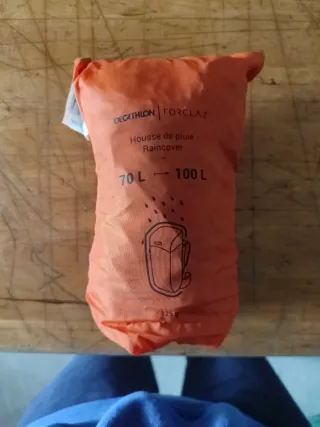 DECATHLON | FORCLAZ
Housse de pluie
Raincover
70 L → 100 L